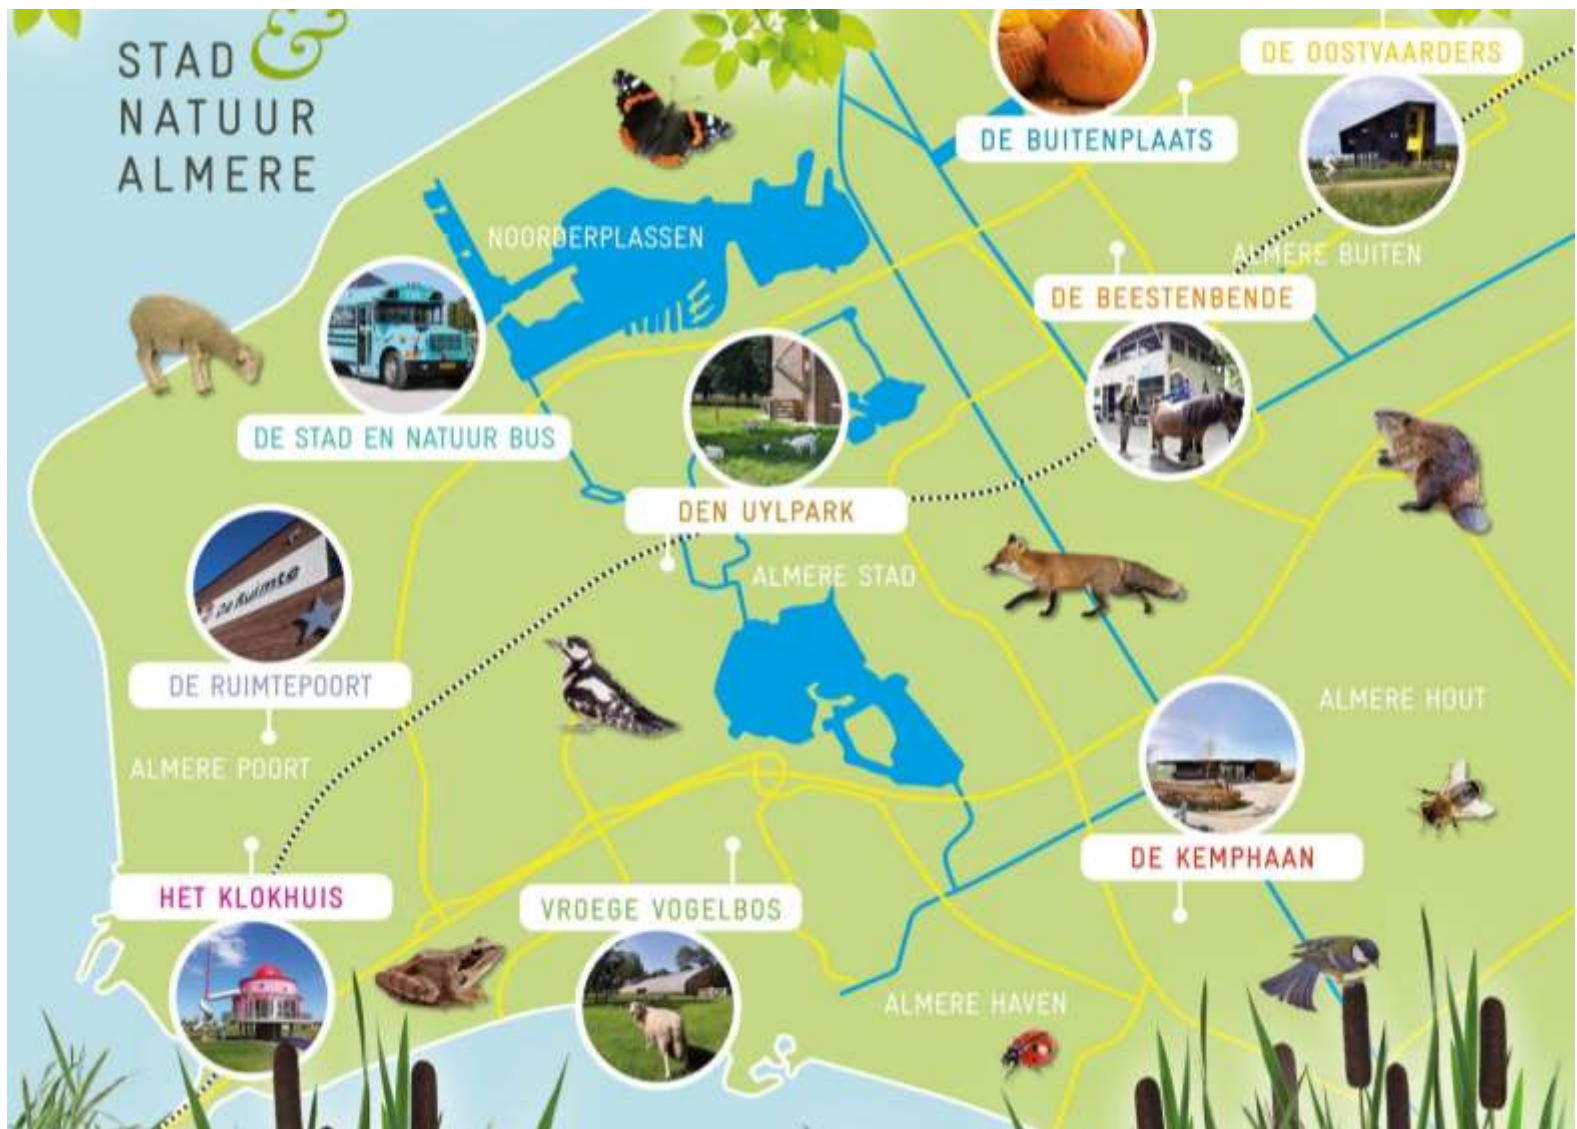 STAD &
NATUUR
ALMERE
DE OOSTVAARDERS
DE BUITENPLAATS
NOORDERPLASSEN
ALMERE BUITEN
DE BEESTENBENDE
DE STAD EN NATUUR BUS
DEN UYLPARK
ALMERE STAD
De Ruimte
DE RUIMTEPOORT
ALMERE HOUT
ALMERE POORT
DE KEMPHAAN
HET KLOKHUIS
VROEGE VOGELBOS
ALMERE HAVEN